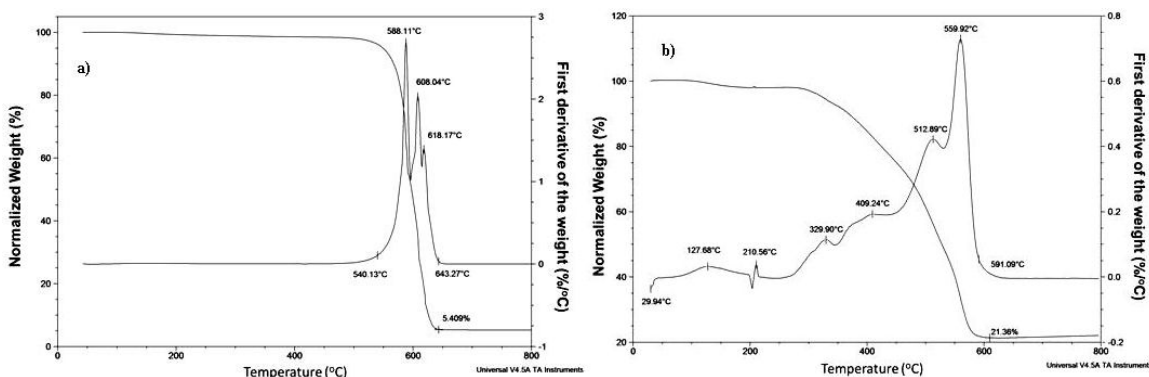 a)
Normalized Weight (%)
100
80
60
40
20
0
0
200
400
600
800
Temperature (°C)
3
2
1
0
-1
First derivative of the weight (%/°C)
588.11°C
608.04°C
618.17°C
540.13°C
643.27°C
5.409%
Universal V4.5A TA Instruments
b)
Normalized Weight (%)
120
100
80
60
40
20
0
200
400
600
800
Temperature (°C)
0.8
0.6
0.4
0.2
0.0
-0.2
First derivative of the weight (%/°C)
559.92°C
512.89°C
409.24°C
329.90°C
127.68°C
210.56°C
29.94°C
591.09°C
21.36%
Universal V4.5A TA Instruments